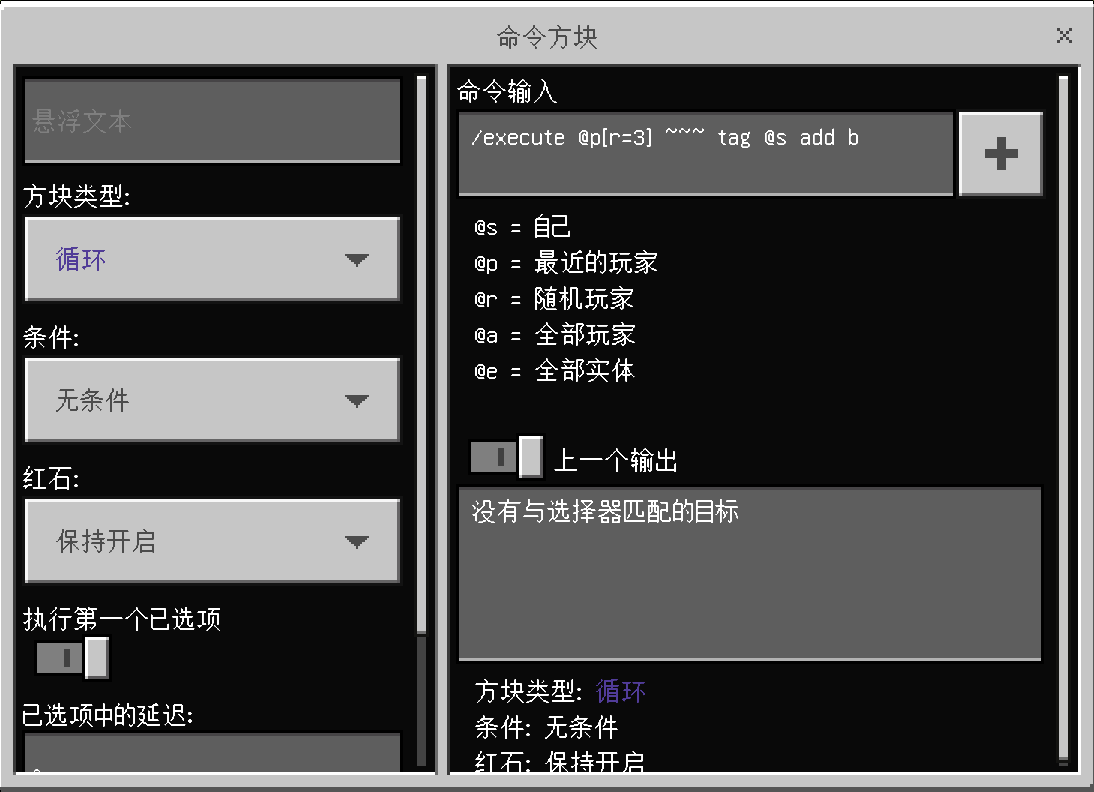 命令方块
悬浮文本
方块类型:
循环
条件:
无条件
红石:
保持开启
执行第一个已选项
已选项中的延迟:
命令输入
/execute @p[r=3] ~~~ tag @s add b
@s = 自己
@p = 最近的玩家
@r = 随机玩家
@a = 全部玩家
@e = 全部实体
上一个输出
没有与选择器匹配的目标
方块类型: 循环
条件: 无条件
红石: 保持开启